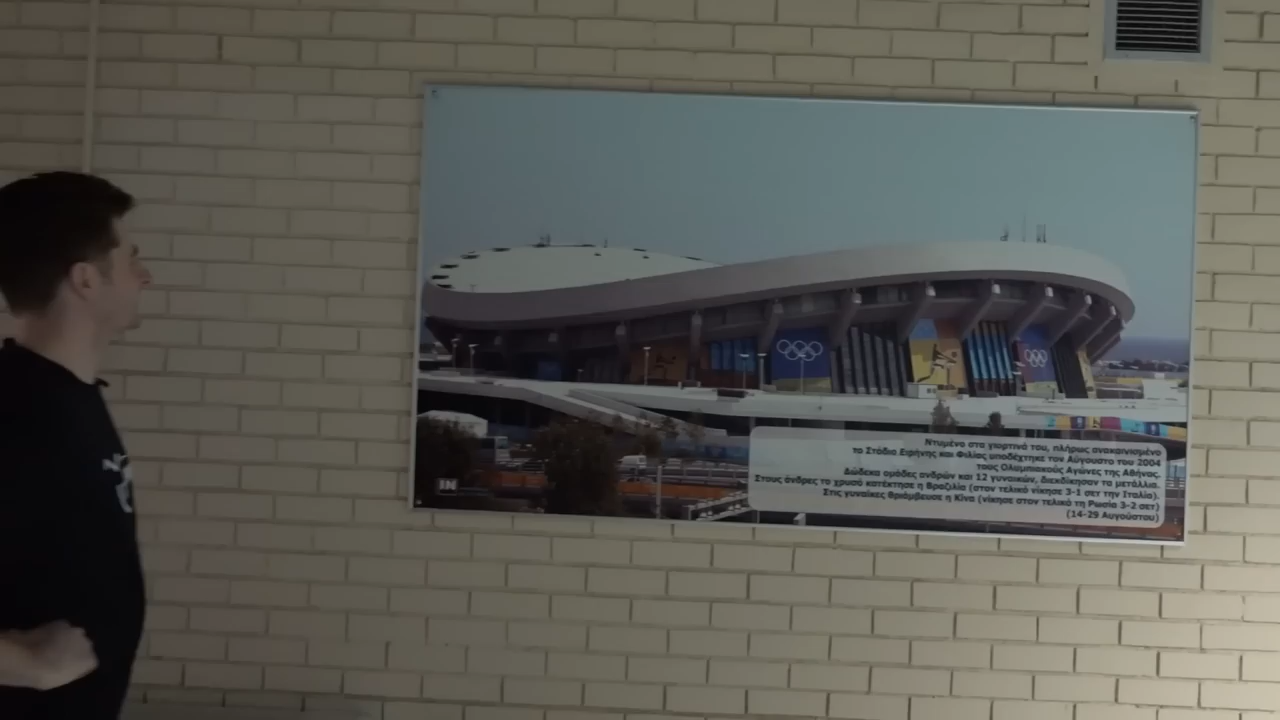 Ντυμένο στα γιορτινά του, πλήρως ανακαινισμένο
το Στάδιο Ειρήνης και Φιλίας υποδέχτηκε τον Αύγουστο του 2004
τους Ολυμπιακούς Αγώνες της Αθήνας.
Δώδεκα ομάδες ανδρών και 12 γυναικών, διεκδίκησαν τα μετάλλια.
Στους άνδρες το χρυσό κατέκτησε η Βραζιλία (στον τελικό νίκησε 3-1 σετ την Ιταλία).
Στις γυναίκες θριάμβευσε η Κίνα (νίκησε στον τελικό τη Ρωσία 3-2 σετ)
(14-29 Αυγούστου)
IN